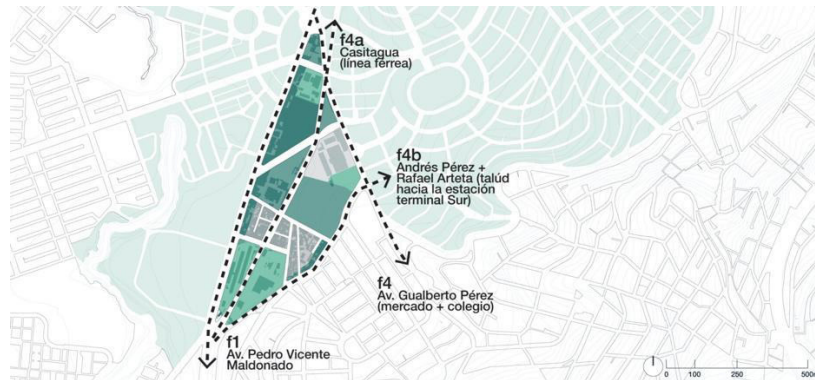 f4a
Casitagua
(línea férrea)
f4b
Andrés Pérez +
Rafael Arteta (talúd
hacia la estación
terminal Sur)
f4
Av. Gualberto Pérez
(mercado + colegio)
f1
Av. Pedro Vicente
Maldonado
0 100 250 500